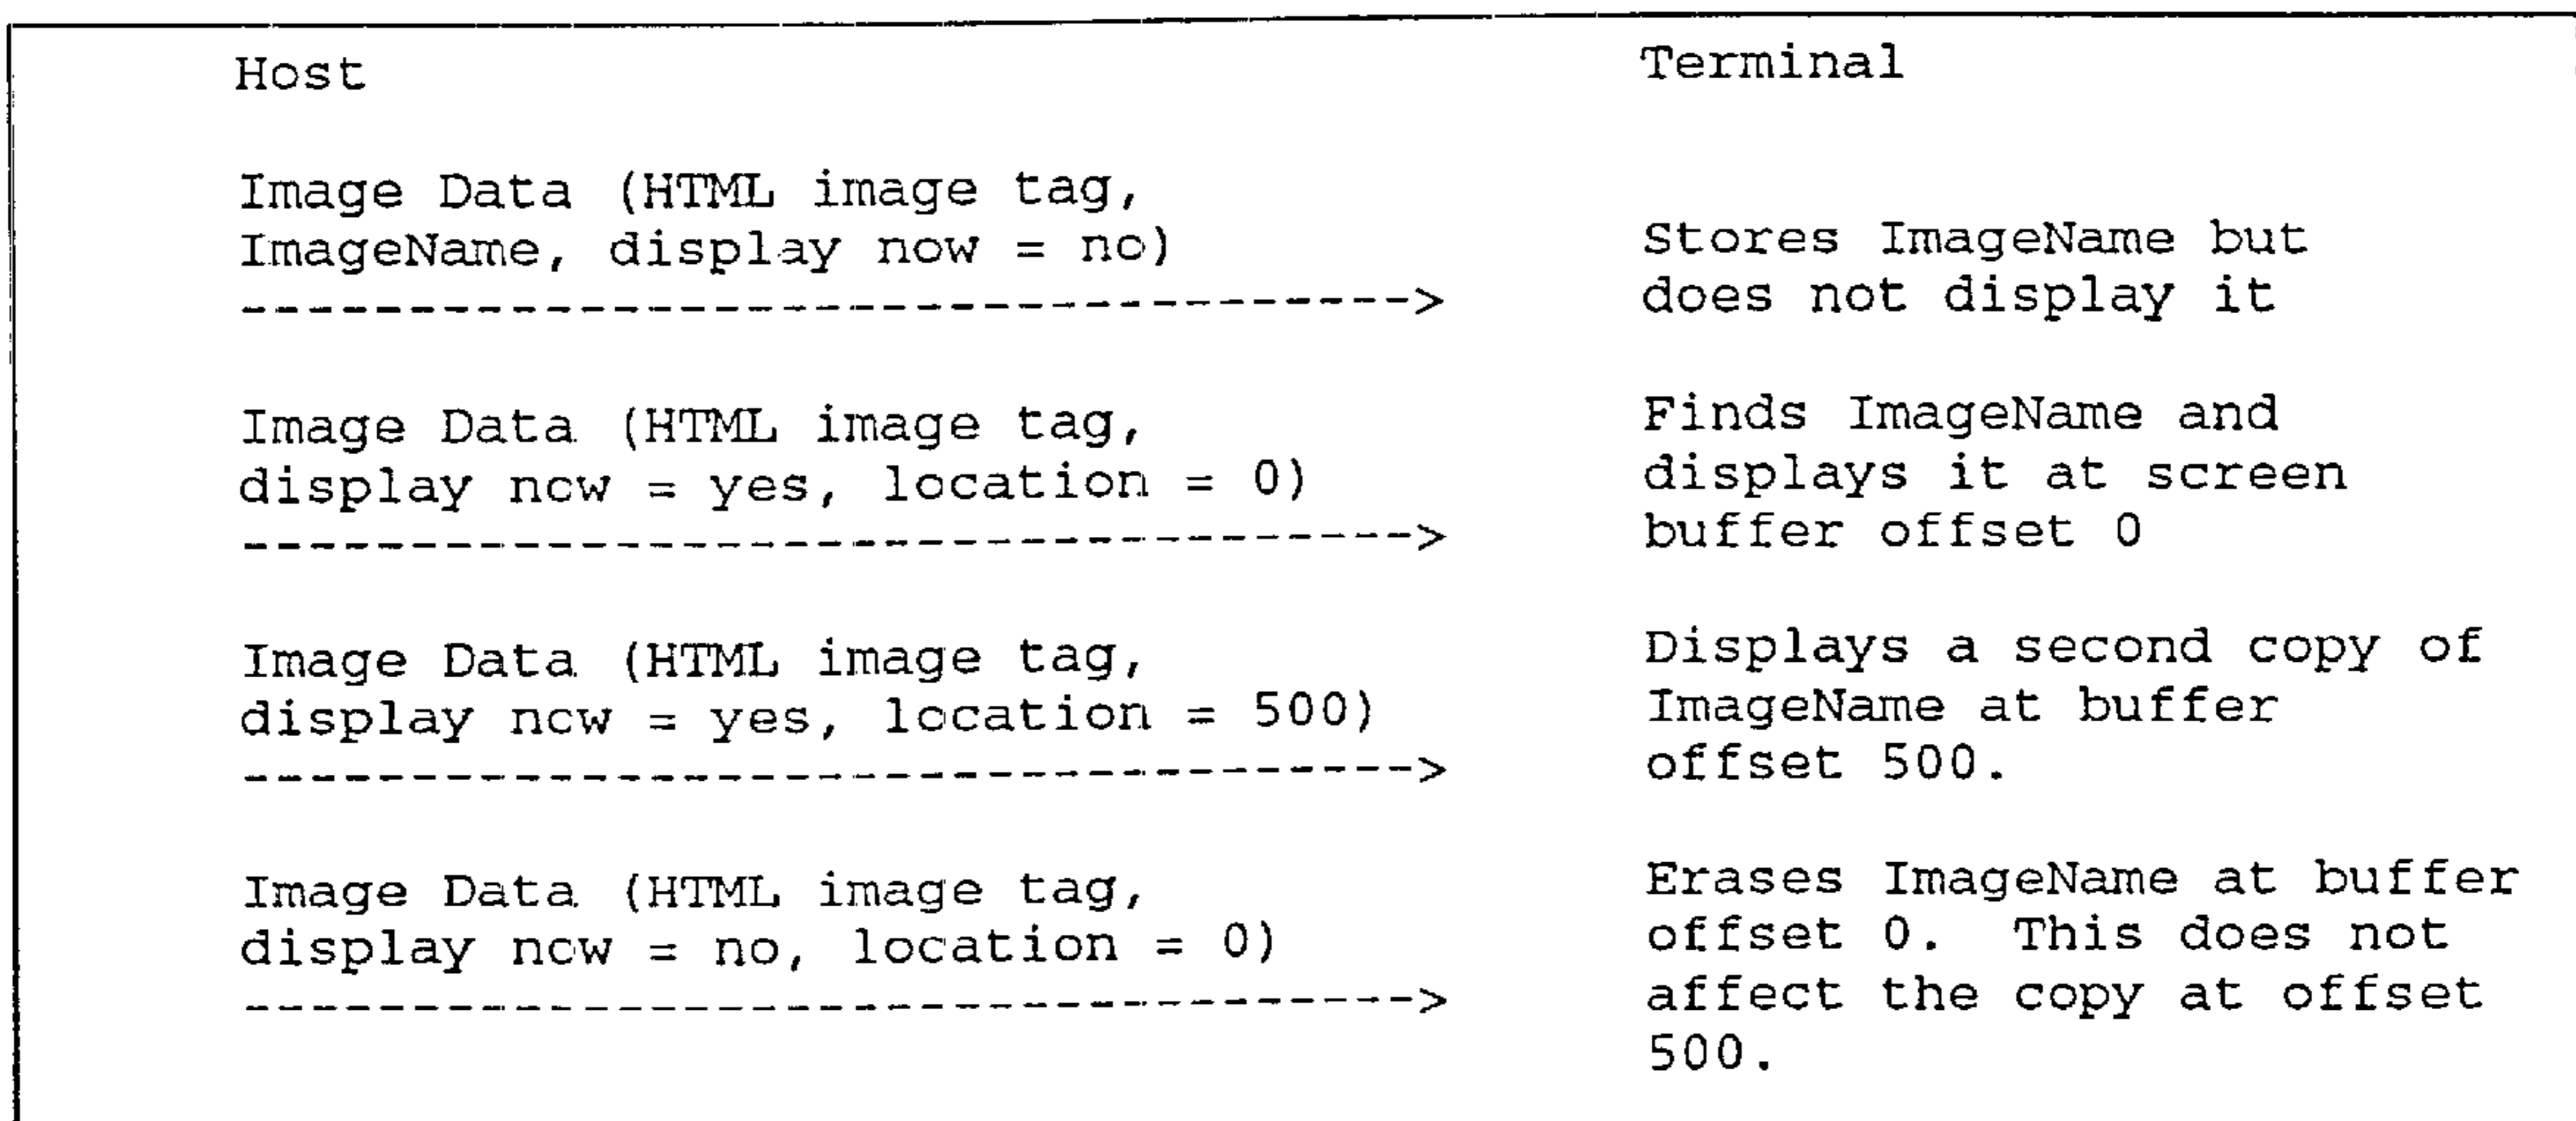 Host
Terminal
Image Data (HTML image tag,
ImageName, display now = no)
------------------------------------>
Stores ImageName but
does not display it
Image Data (HTML image tag,
display now = yes, location = 0)
------------------------------------>
Finds ImageName and
displays it at screen
buffer offset 0
Image Data (HTML image tag,
display now = yes, location = 500)
------------------------------------>
Displays a second copy of
ImageName at buffer
offset 500.
Image Data (HTML image tag,
display now = no, location = 0)
------------------------------------>
Erases ImageName at buffer
offset 0.  This does not
affect the copy at offset
500.